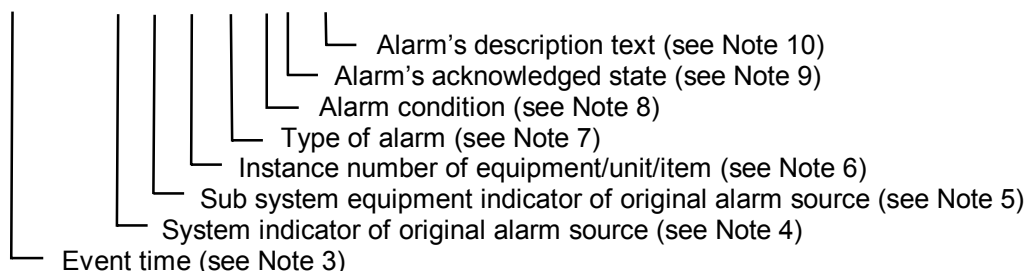 Alarm's description text (see Note 10)
Alarm's acknowledged state (see Note 9)
Alarm condition (see Note 8)
Type of alarm (see Note 7)
Instance number of equipment/unit/item (see Note 6)
Sub system equipment indicator of original alarm source (see Note 5)
System indicator of original alarm source (see Note 4)
Event time (see Note 3)